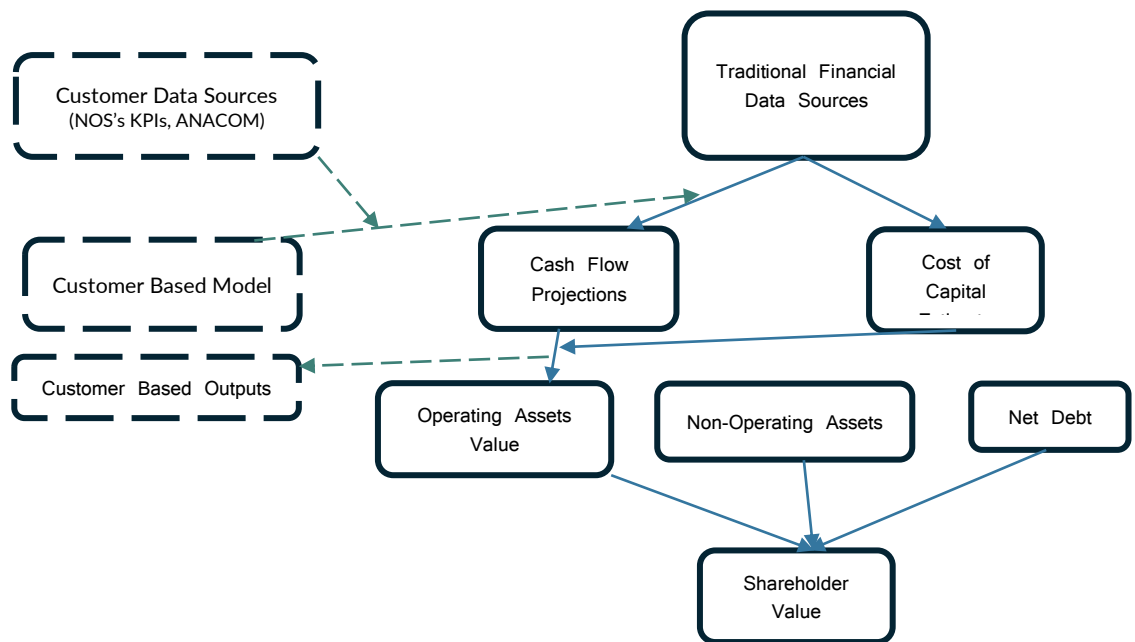 Traditional Financial
Data Sources
Customer Data Sources
(NOS's KPIs, ANACOM)
Customer Based Model
Cash Flow
Projections
Cost of
Capital
Customer Based Outputs
Operating Assets
Value
Non-Operating Assets
Net Debt
Shareholder
Value